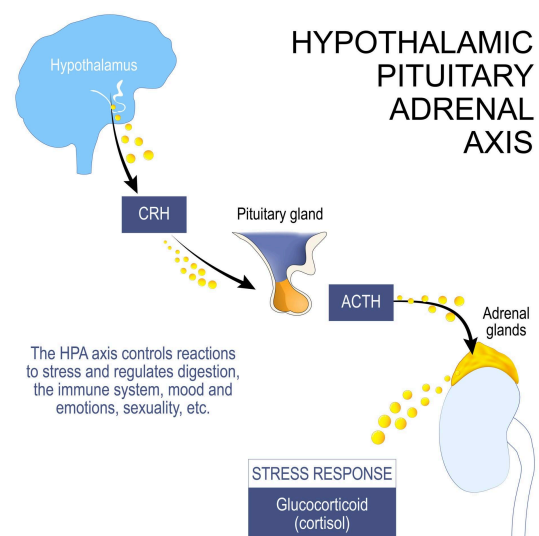 HYPOTHALAMIC
PITUITARY
ADRENAL
AXIS
Hypothalamus
CRH
Pituitary gland
ACTH
Adrenal
glands
The HPA axis controls reactions
to stress and regulates digestion,
the immune system, mood and
emotions, sexuality, etc.
STRESS RESPONSE
Glucocorticoid
(cortisol)